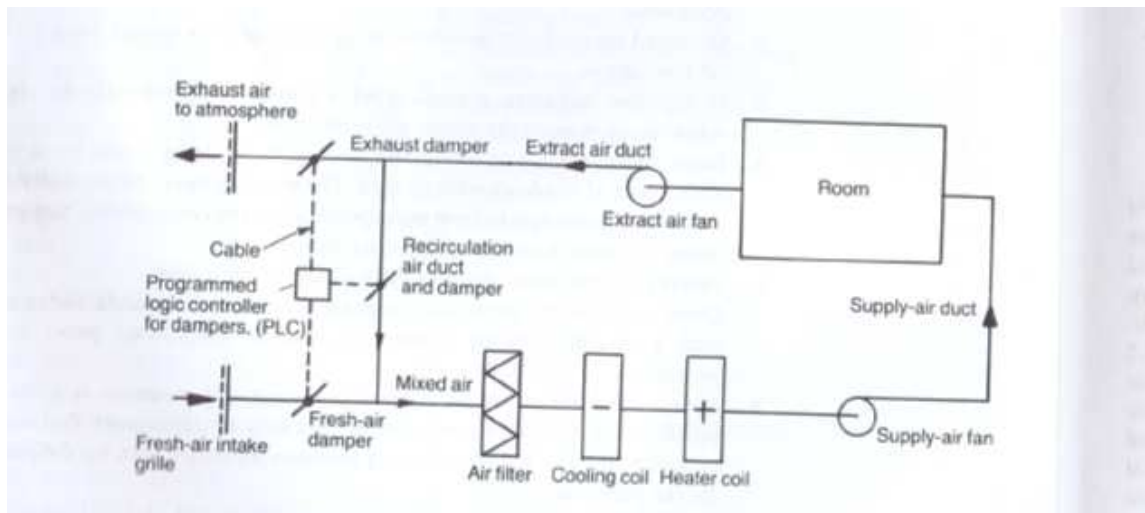 Exhaust air
to atmosphere
Exhaust damper
Extract air duct
Room
Extract air fan
Cable
Recirculation
air duct
and damper
Programmed
logic controller
for dampers, (PLC)
Supply-air duct
Mixed air
Fresh-air
damper
Fresh-air intake
grille
Supply-air fan
Air filter
Cooling coil
Heater coil